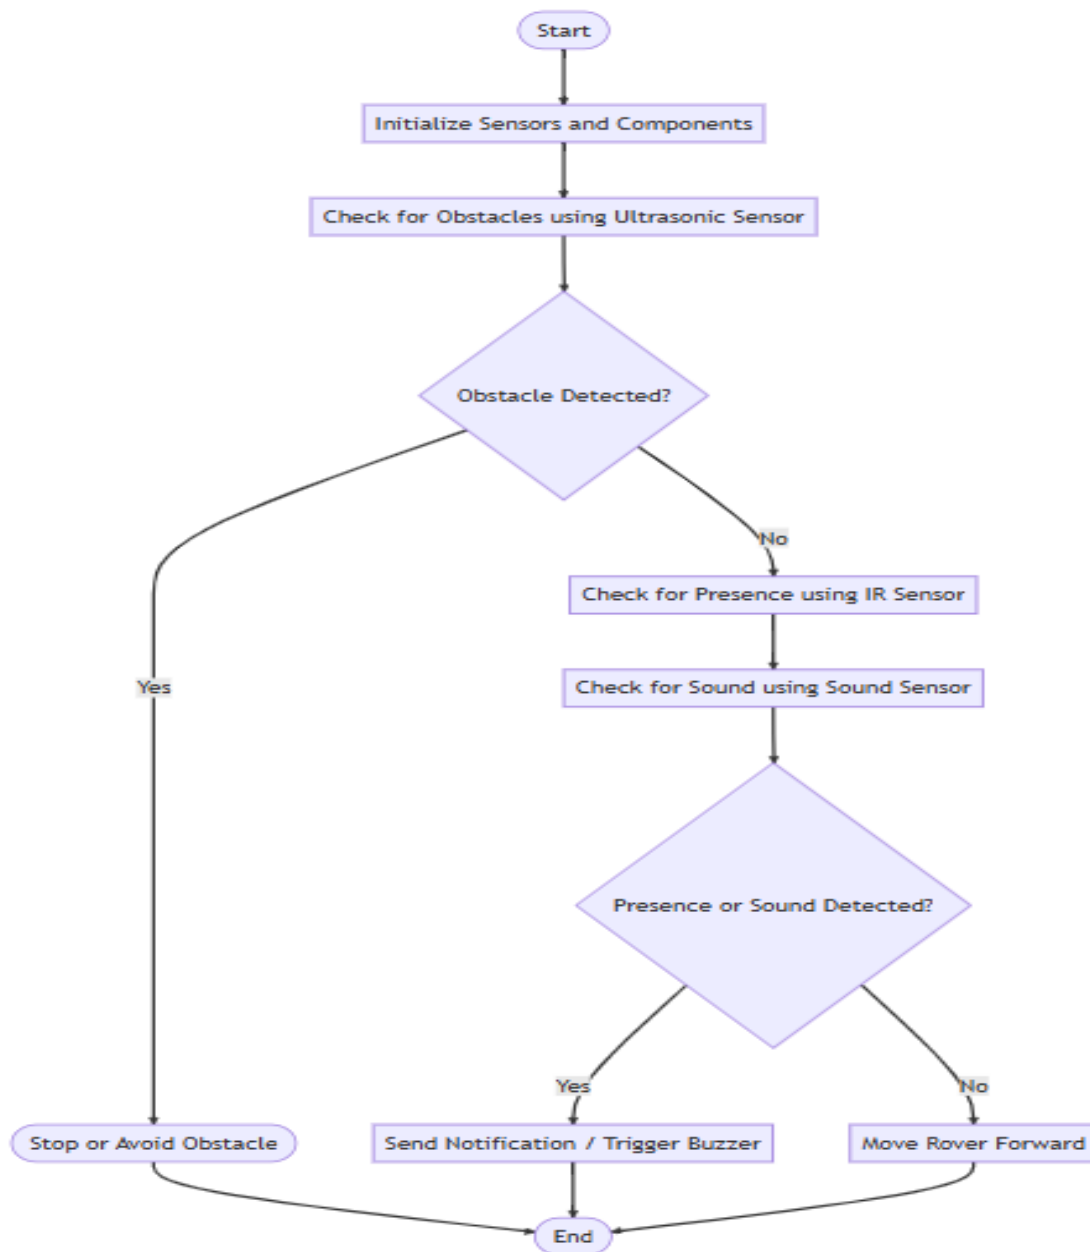 Start
Initialize Sensors and Components
Check for Obstacles using Ultrasonic Sensor
Obstacle Detected?
No
Check for Presence using IR Sensor
Yes
Check for Sound using Sound Sensor
Presence or Sound Detected?
Yes
No
Stop or Avoid Obstacle
Send Notification / Trigger Buzzer
Move Rover Forward
End